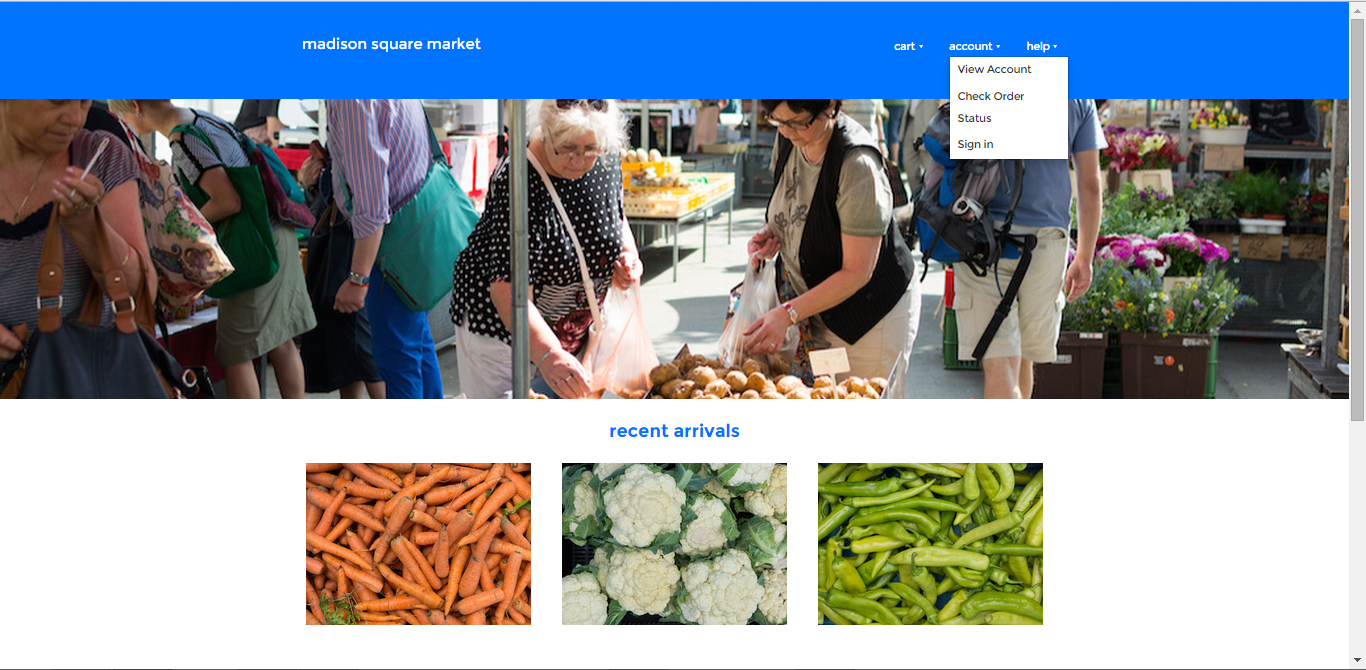 madison square market
cart
account
help
View Account
Check Order
Status
Sign in
recent arrivals